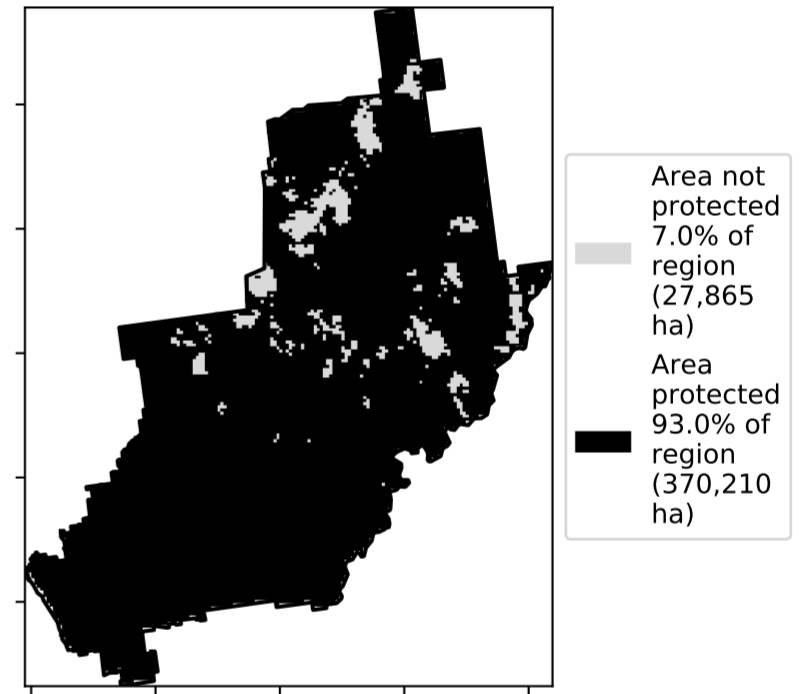 Area not
protected
7.0% of
region
(27,865
ha)
Area
protected
93.0% of
region
(370,210
ha)